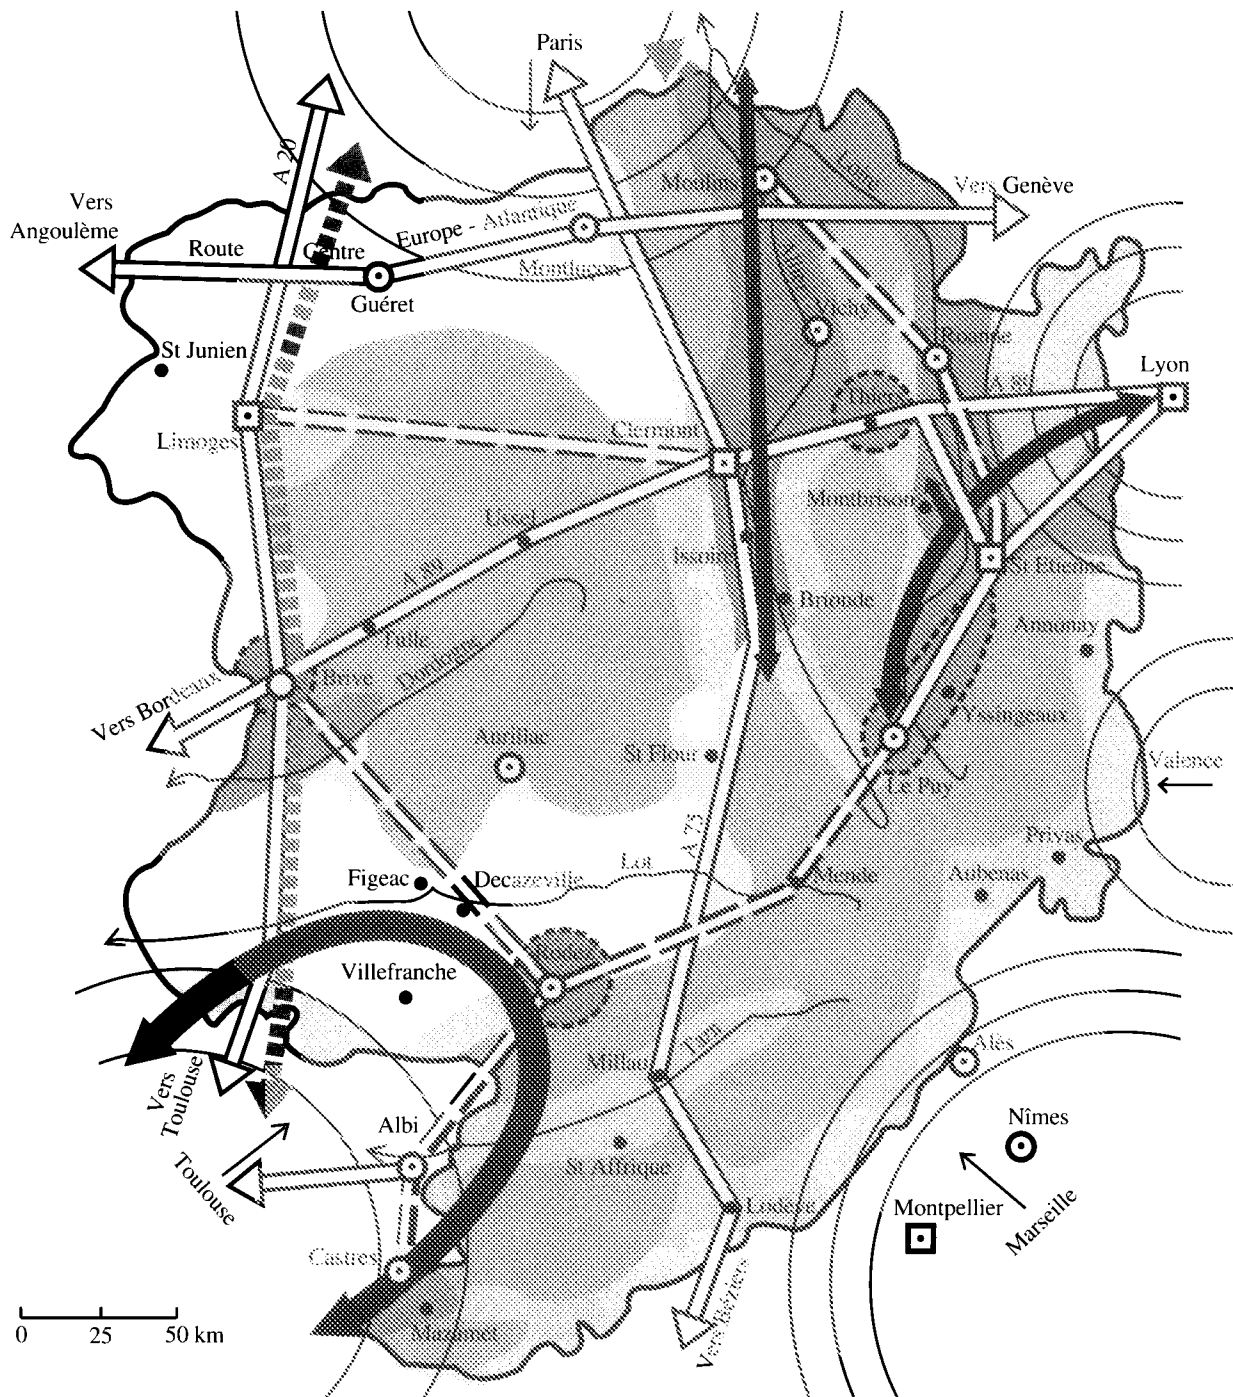 Paris
A 20
Vers
Angoulême
Route
Centre
Europe - Atlantique
Moulins
Vers Genève
Montluçon
Guéret
Vichy
Roanne
St Junien
Lyon
A 89
Thiers
Limoges
Clermont
Montbrison
Ussel
Issoire
St Etienne
A 89
Brioude
Annonay
Tulle
Dordogne
Brive
Vers Bordeaux
Yssingeaux
Aurillac
St Flour
Valence
Le Puy
A 75
Privas
Lot
Mende
Aubenas
Figeac
Decazeville
Villefranche
Tarn
Alès
Millau
Vers
Toulouse
Albi
Nîmes
Toulouse
St Affrique
Lodève
Montpellier
Marseille
Castres
Vers Béziers
Mazamet
0 25 50 km